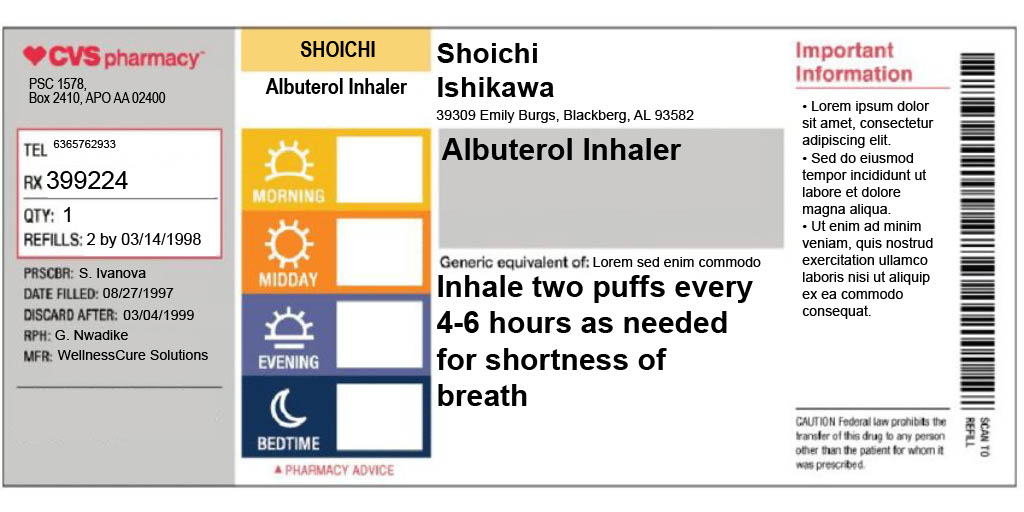 CVS pharmacy
PSC 1578,
Box 2410, APO AA 02400
TEL 6365762933
RX 399224
QTY: 1
REFILLS: 2 by 03/14/1998
PRSCBR: S. Ivanova
DATE FILLED: 08/27/1997
DISCARD AFTER: 03/04/1999
RPH: G. Nwadike
MFR: WellnessCure Solutions
SHOICHI
Albuterol Inhaler
MORNING
MIDDAY
EVENING
BEDTIME
▲ PHARMACY ADVICE
Shoichi
Ishikawa
39309 Emily Burgs, Blackberg, AL 93582
Albuterol Inhaler
Generic equivalent of: Lorem sed enim commodo
Inhale two puffs every
4-6 hours as needed
for shortness of
breath
Important
Information
• Lorem ipsum dolor
sit amet, consectetur
adipiscing elit.
• Sed do eiusmod
tempor incididunt ut
labore et dolore
magna aliqua.
• Ut enim ad minim
veniam, quis nostrud
exercitation ullamco
laboris nisi ut aliquip
ex ea commodo
consequat.
CAUTION Federal law prohibits the
transfer of this drug to any person
other than the patient for whom it
was prescribed.
SCAN TO
REFILL